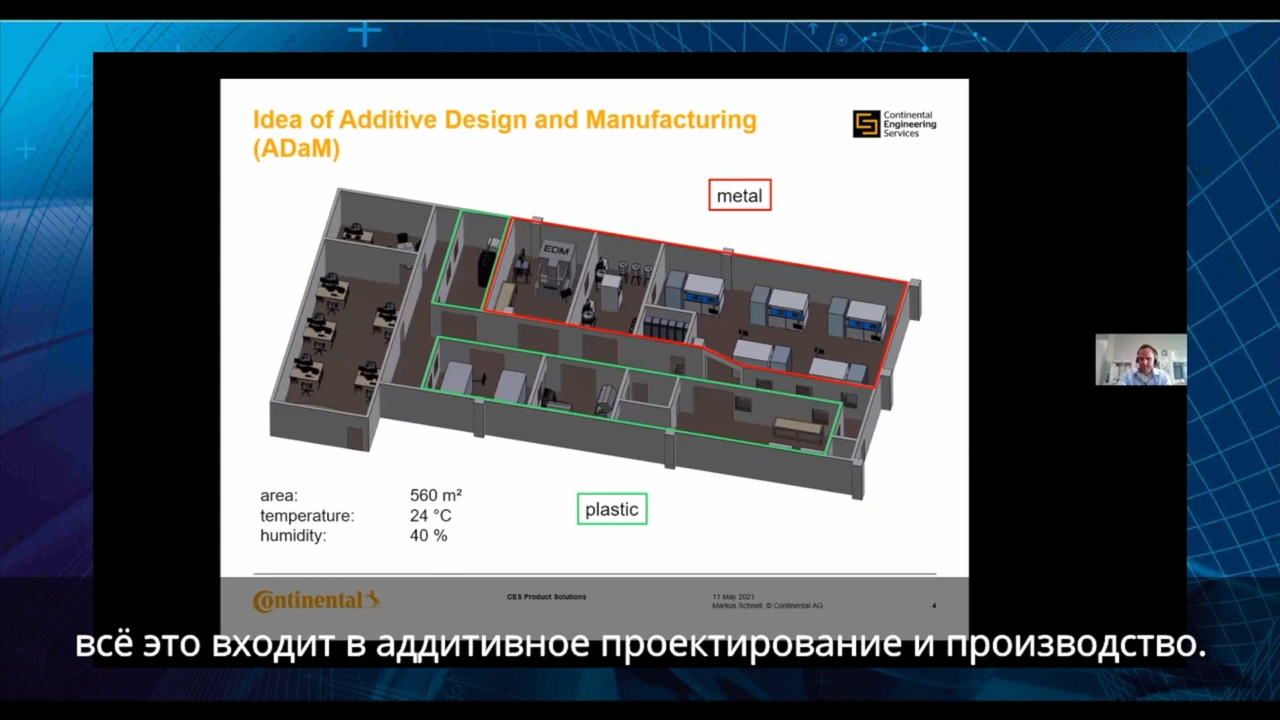 Idea of Additive Design and Manufacturing
(ADaM)
Continental
Engineering
Services
metal
EDM
area: 560 m²
temperature: 24 °C
humidity: 40 %
plastic
Continental
CES Product Solutions
11 May 2021
Markus Schnell, © Continental AG
4
всё это входит в аддитивное проектирование и производство.